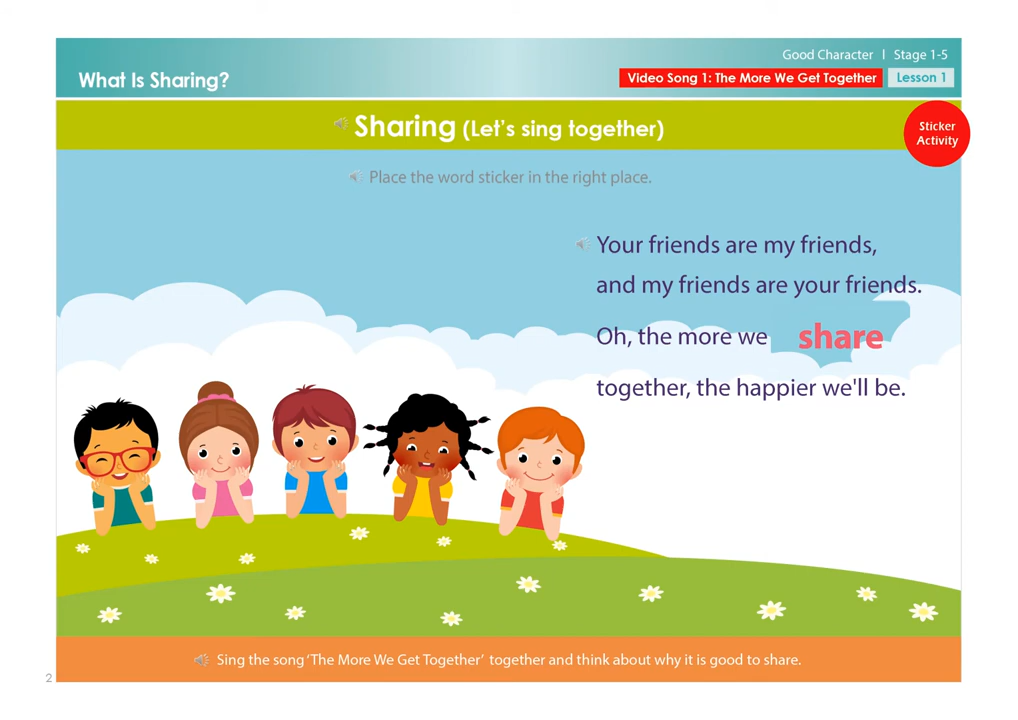 Good Character | Stage 1-5
What Is Sharing?
Video Song 1: The More We Get Together
Lesson 1
Sharing (Let's sing together)
Sticker
Activity
Place the word sticker in the right place.
Your friends are my friends,
and my friends are your friends.
Oh, the more we share
together, the happier we'll be.
Sing the song 'The More We Get Together' together and think about why it is good to share.
2